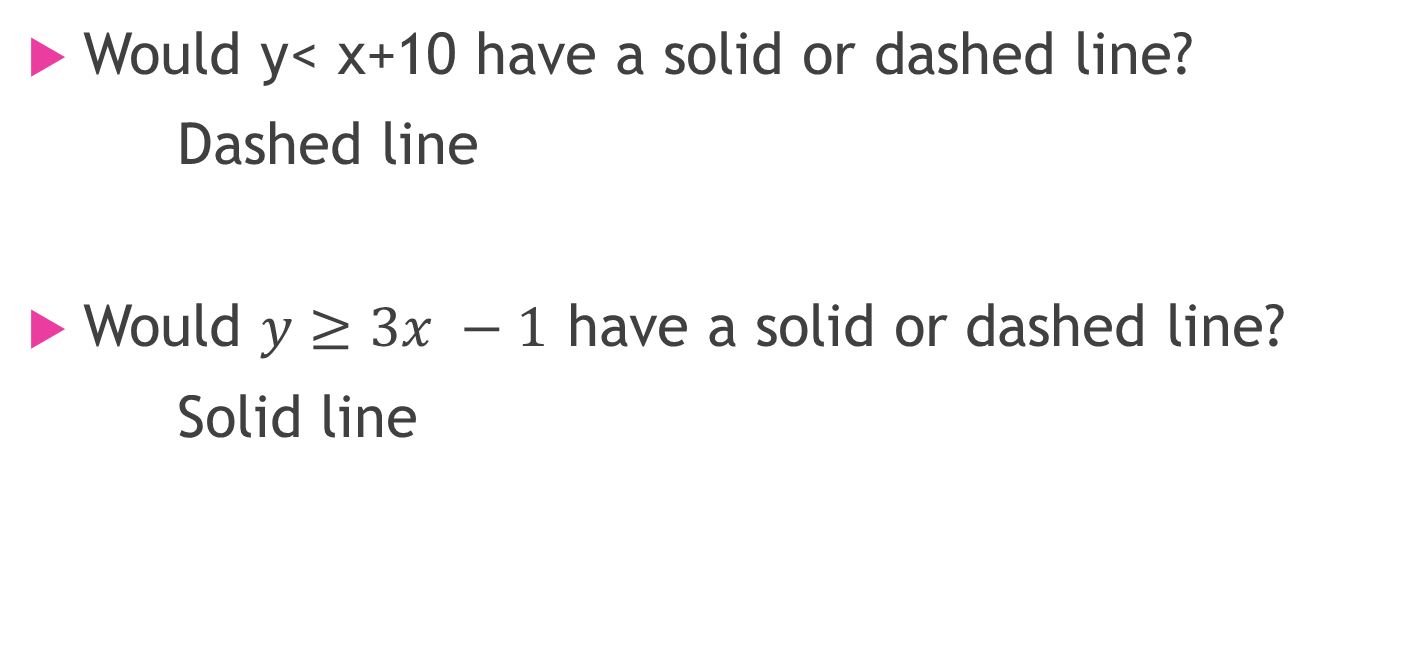 Would y< x+10 have a solid or dashed line?
Dashed line
Would y ≥ 3x − 1 have a solid or dashed line?
Solid line